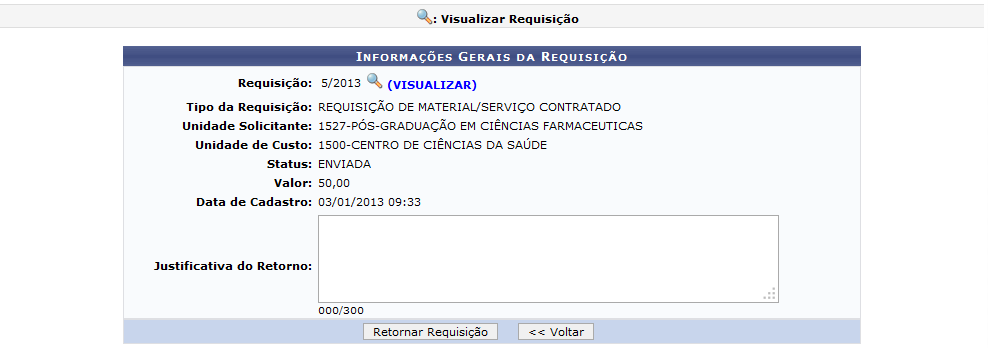 : Visualizar Requisição
Informações Gerais da Requisição
Requisição: 5/2013 (VISUALIZAR)
Tipo da Requisição: REQUISIÇÃO DE MATERIAL/SERVIÇO CONTRATADO
Unidade Solicitante: 1527-PÓS-GRADUAÇÃO EM CIÊNCIAS FARMACEUTICAS
Unidade de Custo: 1500-CENTRO DE CIÊNCIAS DA SAÚDE
Status: ENVIADA
Valor: 50,00
Data de Cadastro: 03/01/2013 09:33
Justificativa do Retorno:
000/300
Retornar Requisição << Voltar